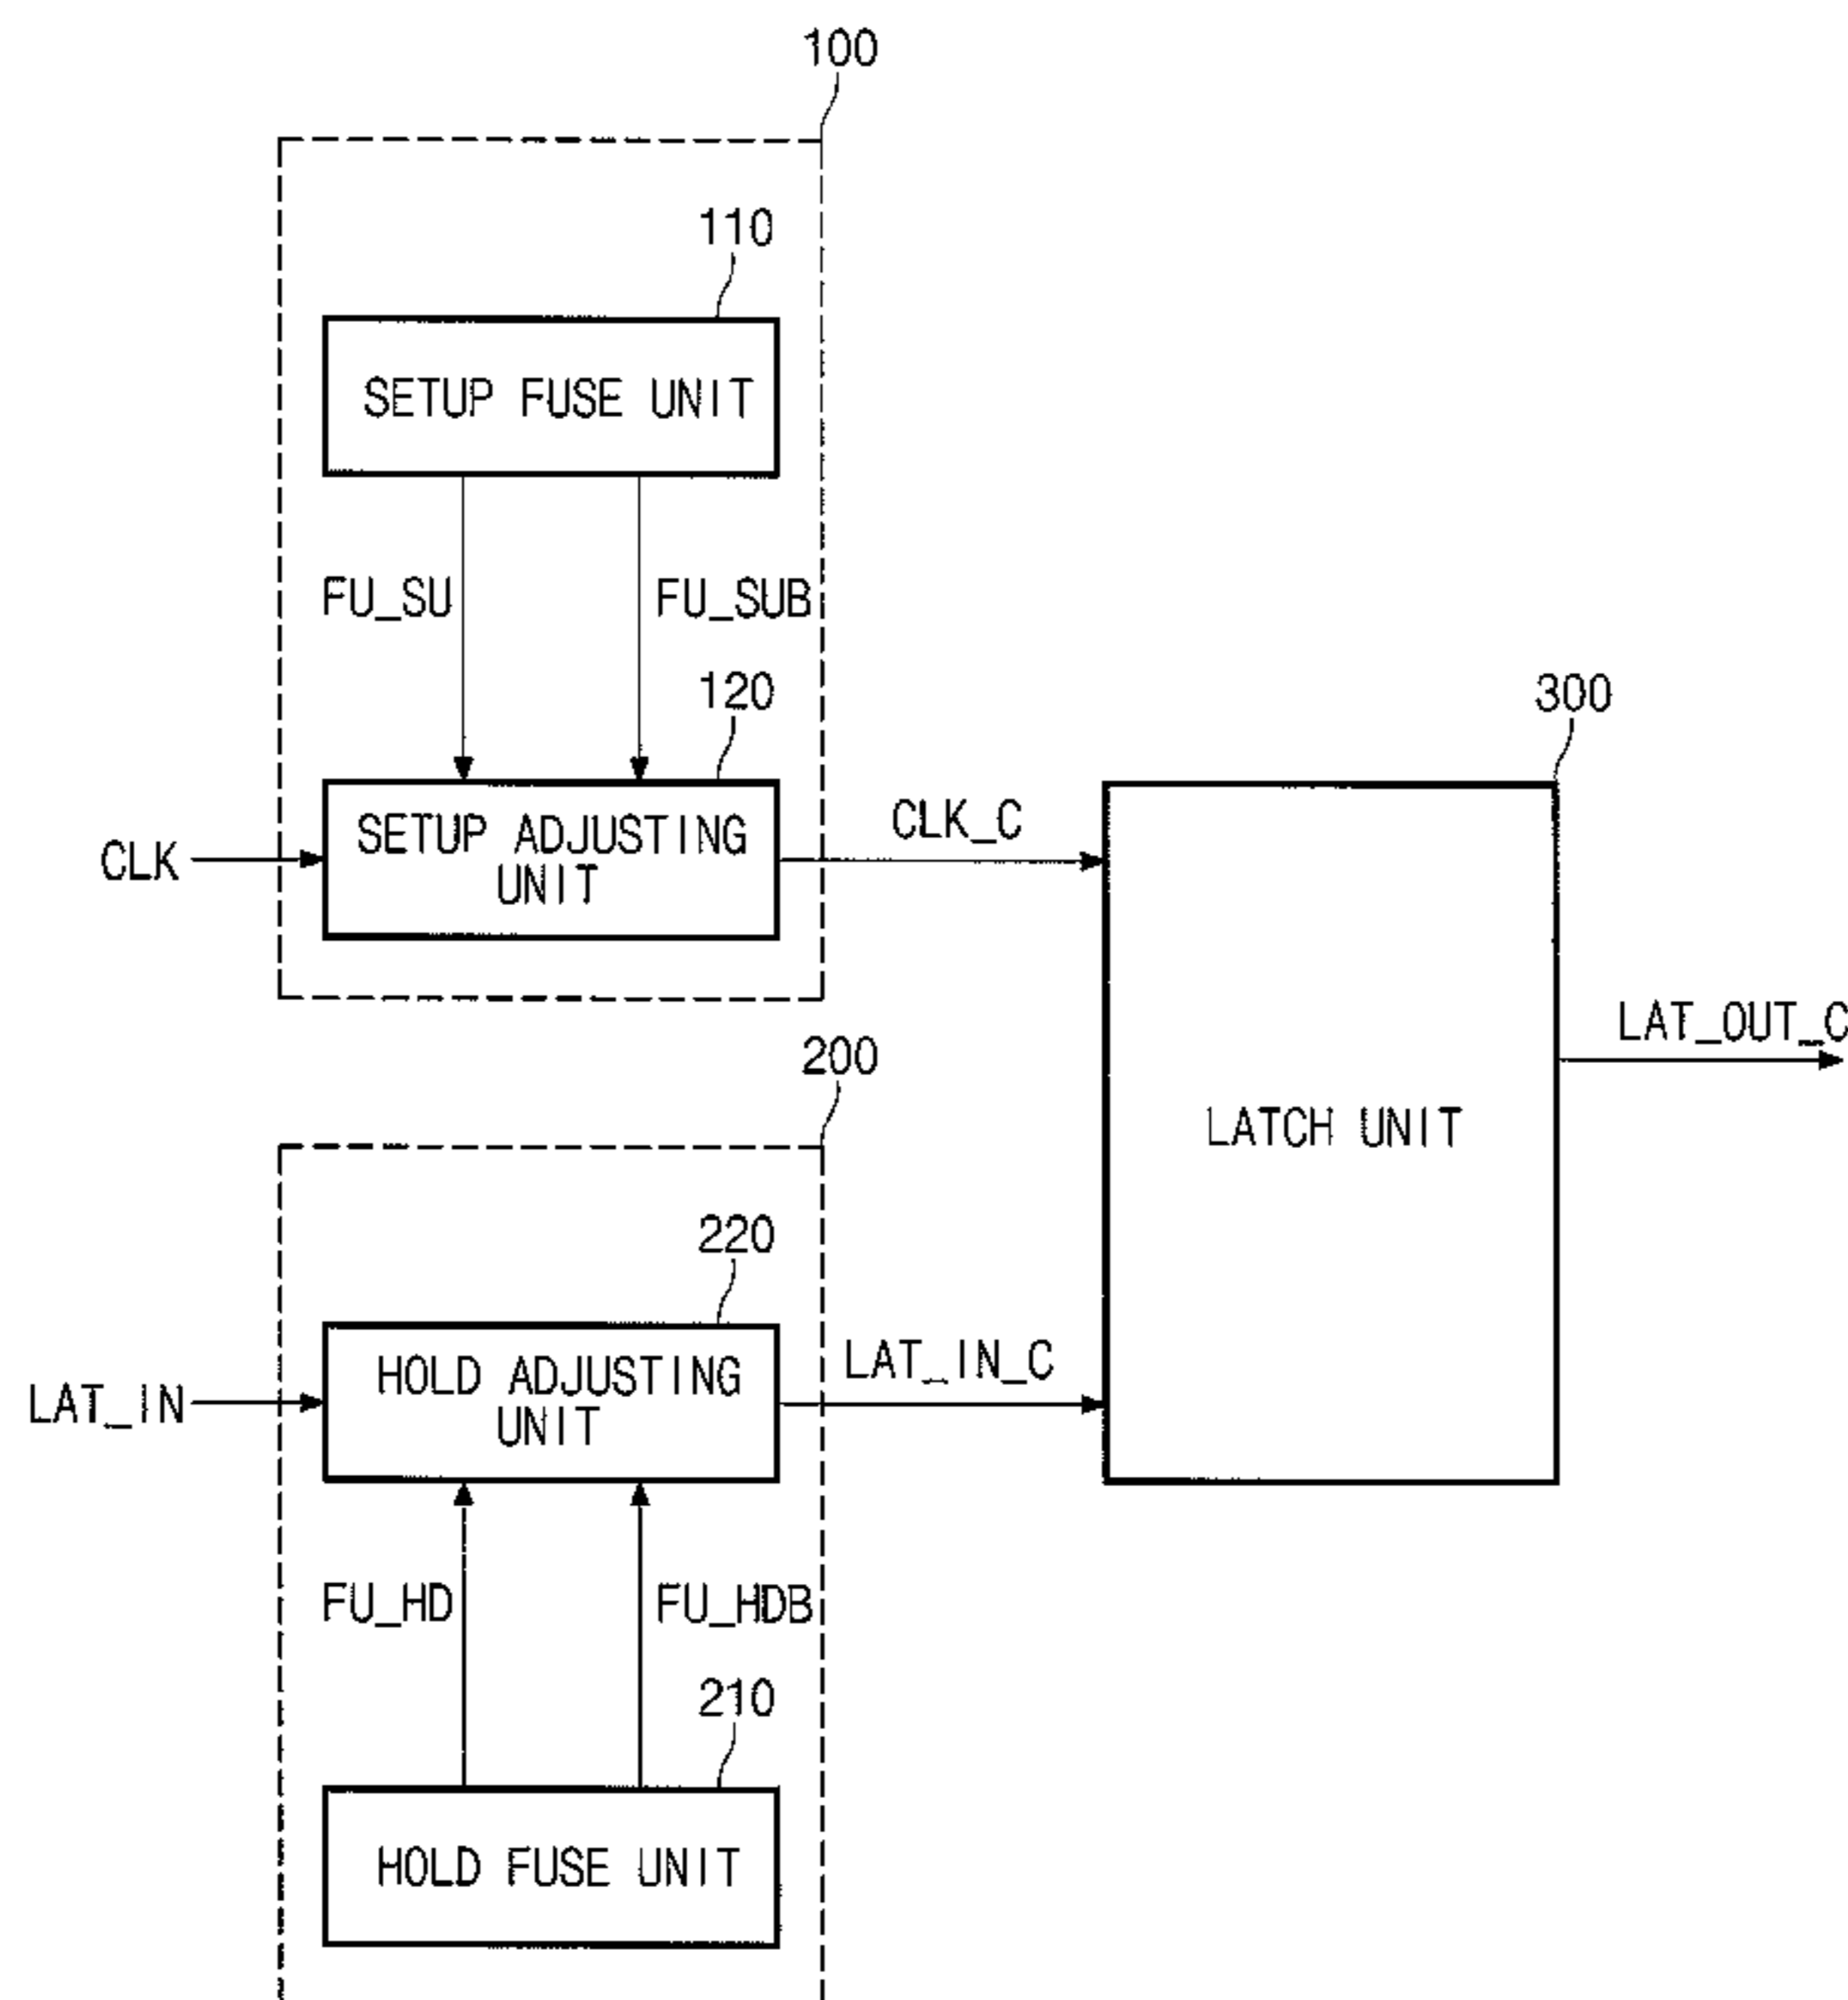 100
110
SETUP FUSE UNIT
FU_SU
FU_SUB
120
SETUP ADJUSTING
UNIT
CLK
CLK_C
300
LATCH UNIT
LAT_OUT_C
200
220
HOLD ADJUSTING
UNIT
LAT_IN
LAT_IN_C
FU_HD
FU_HDB
210
HOLD FUSE UNIT